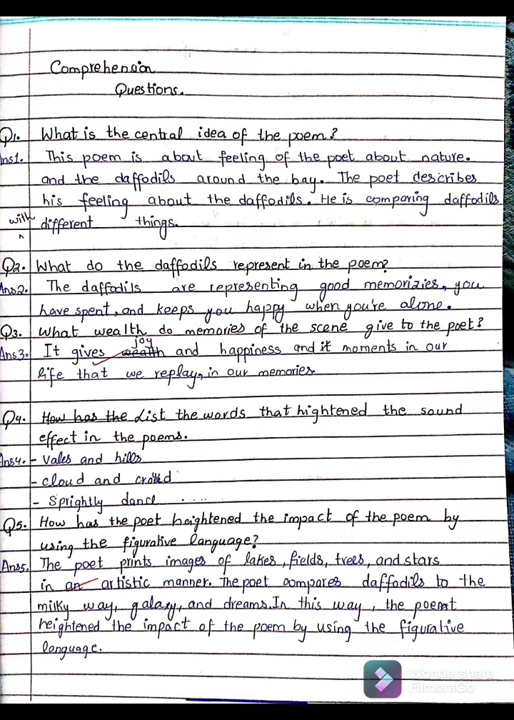 Comprehension
Questions.
Q1. What is the central idea of the poem?
Ans1. This poem is about feeling of the poet about nature.
and the daffodils around the bay. The poet describes
his feeling about the daffodils. He is comparing daffodils
with
^ different things.
Q2. What do the daffodils represent in the poem?
Ans2. The daffodils are representing good memorizies, you
have spent, and keeps you happy when you're alone.
Q3. What wealth do memories of the scene give to the poet?
joy
Ans3. It gives wealth and happiness and it moments in our
life that we replay, in our memories
Q4. How has the List the words that hightened the sound
effect in the poems.
Ans4. - Vales and hills
- cloud and crowd
- Sprightly dance ....
Q5. How has the poet heightened the impact of the poem by
using the figurative language?
Ans5. The poet prints images of lakes, fields, trees, and stars
in an artistic manner. The poet compares daffodils to the
milky way, galaxy, and dreams. In this way, the poemt
heightened the impact of the poem by using the figurative
language.
Wondershare
FilmoraGo